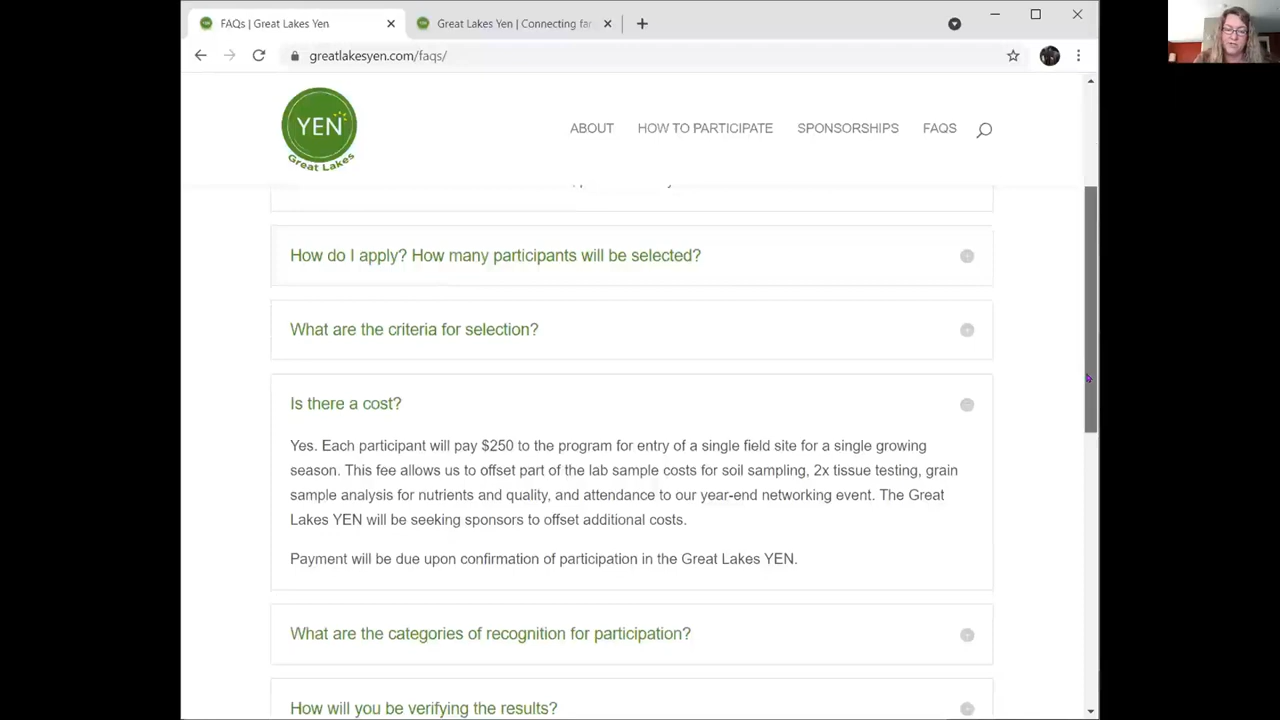 FAQs | Great Lakes Yen
Great Lakes Yen | Connecting far
greatlakesyen.com/faqs/
YEN
Great Lakes
ABOUT
HOW TO PARTICIPATE
SPONSORSHIPS
FAQS
How do I apply? How many participants will be selected?
What are the criteria for selection?
Is there a cost?
Yes. Each participant will pay $250 to the program for entry of a single field site for a single growing
season. This fee allows us to offset part of the lab sample costs for soil sampling, 2x tissue testing, grain
sample analysis for nutrients and quality, and attendance to our year-end networking event. The Great
Lakes YEN will be seeking sponsors to offset additional costs.
Payment will be due upon confirmation of participation in the Great Lakes YEN.
What are the categories of recognition for participation?
How will you be verifying the results?